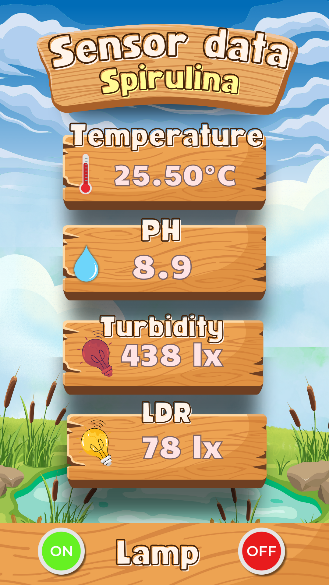 Sensor data
Spirulina
Temperature
25.50°C
PH
8.9
Turbidity
438 lx
LDR
78 lx
ON
Lamp
OFF